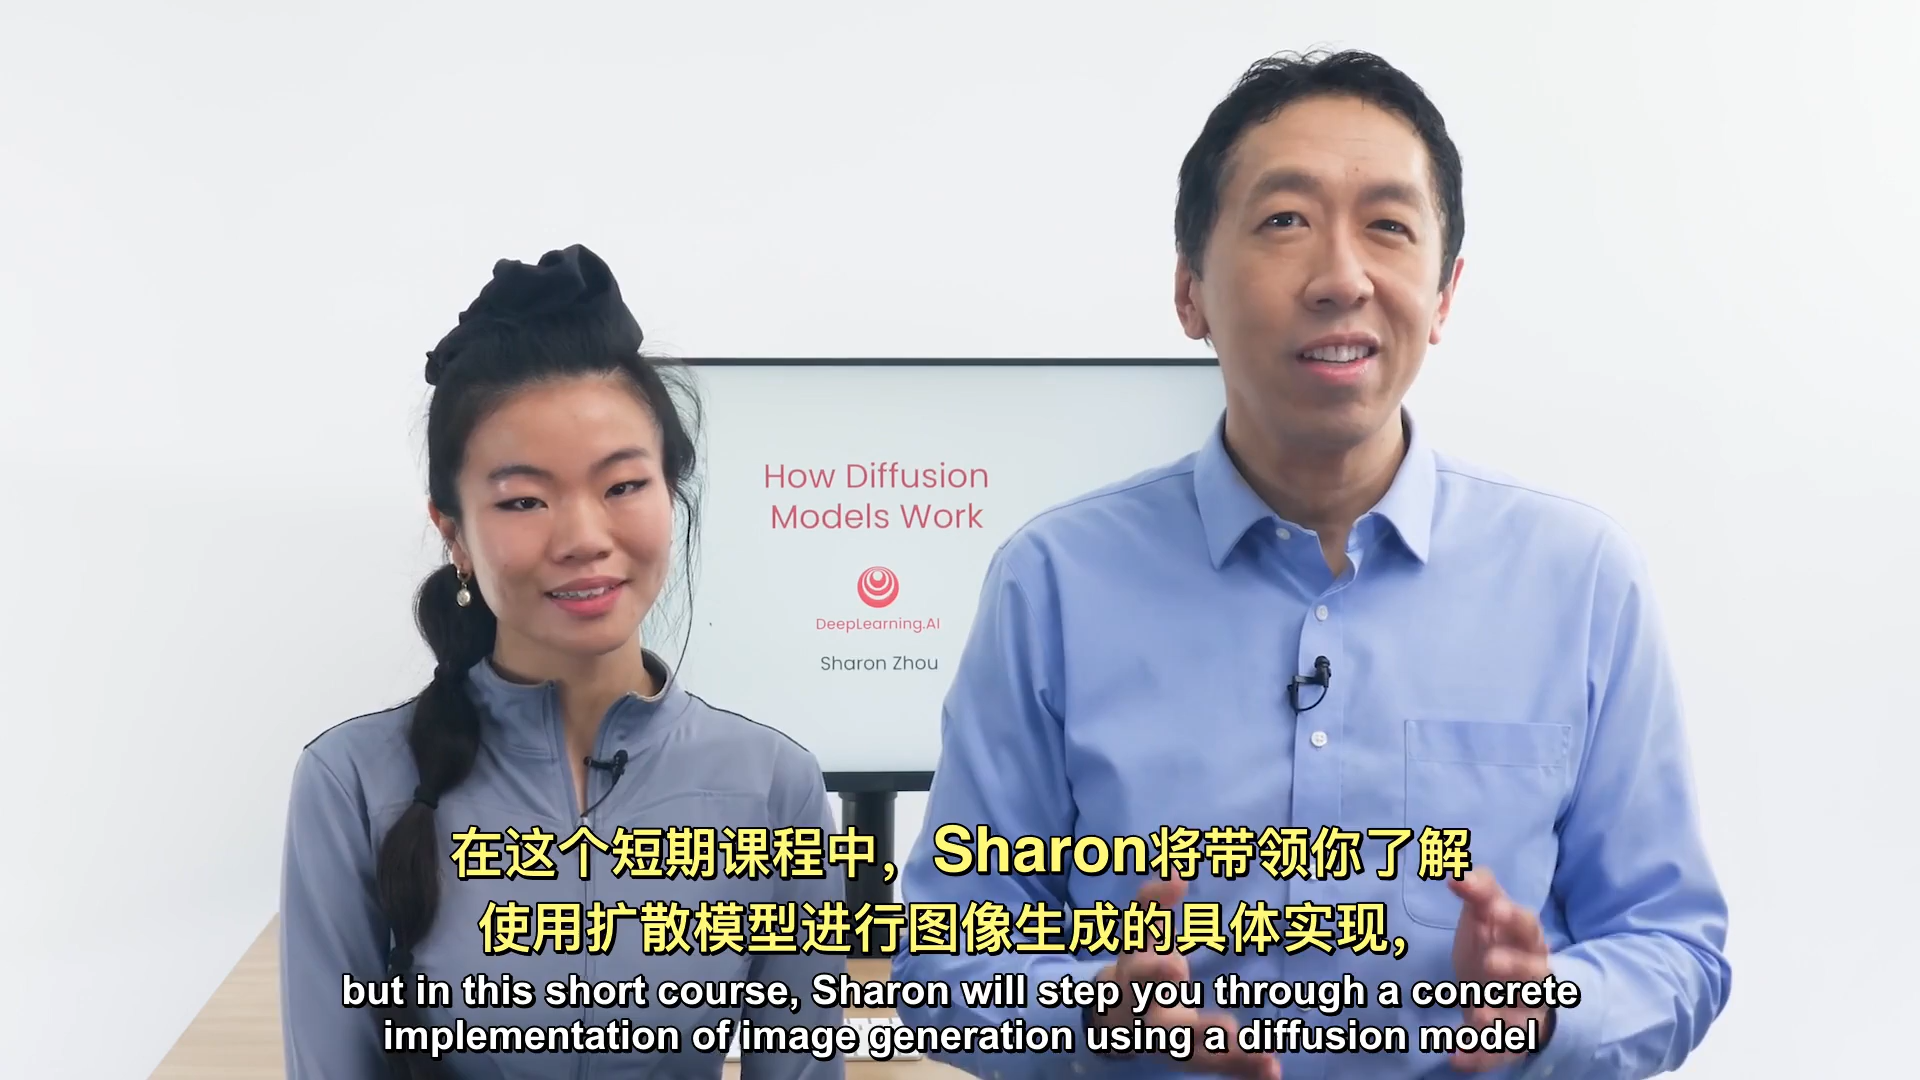 How Diffusion
Models Work
DeepLearning.AI
Sharon Zhou
在这个短期课程中，Sharon将带领你了解
使用扩散模型进行图像生成的具体实现，
but in this short course, Sharon will step you through a concrete
implementation of image generation using a diffusion model